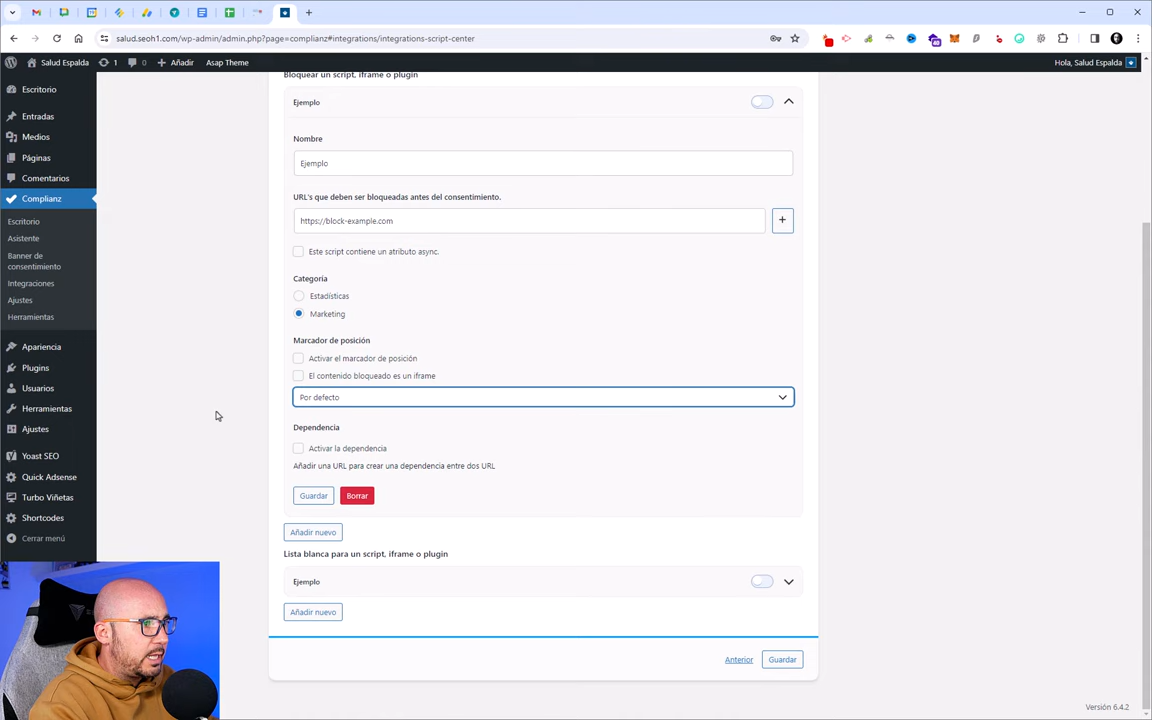 salud.seoh1.com/wp-admin/admin.php?page=complianz#integrations/integrations-script-center
Salud Espalda
1
0
Añadir
Asap Theme
Hola, Salud Espalda
Escritorio
Entradas
Medios
Páginas
Comentarios
Complianz
Escritorio
Asistente
Banner de
consentimiento
Integraciones
Ajustes
Herramientas
Apariencia
Plugins
Usuarios
Herramientas
Ajustes
Yoast SEO
Quick Adsense
Turbo Viñetas
Shortcodes
Cerrar menú
Bloquear un script, iframe o plugin
Ejemplo
Nombre
Ejemplo
URL's que deben ser bloqueadas antes del consentimiento.
https://block-example.com
+
Este script contiene un atributo async.
Categoría
Estadísticas
Marketing
Marcador de posición
Activar el marcador de posición
El contenido bloqueado es un iframe
Por defecto
Dependencia
Activar la dependencia
Añadir una URL para crear una dependencia entre dos URL
Guardar
Borrar
Añadir nuevo
Lista blanca para un script, iframe o plugin
Ejemplo
Añadir nuevo
Anterior
Guardar
Versión 6.4.2